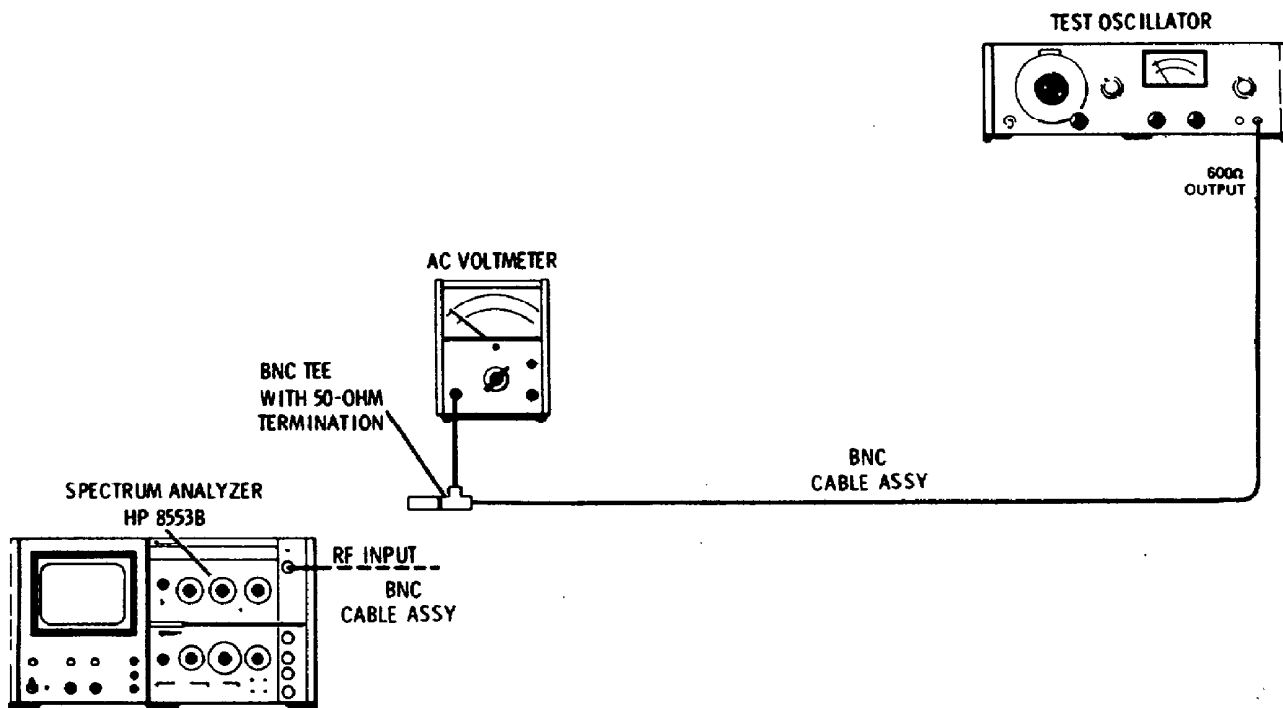 TEST OSCILLATOR
600Ω
OUTPUT
AC VOLTMETER
BNC TEE
WITH 50-OHM
TERMINATION
BNC
CABLE ASSY
SPECTRUM ANALYZER
HP 8553B
RF INPUT
BNC
CABLE ASSY